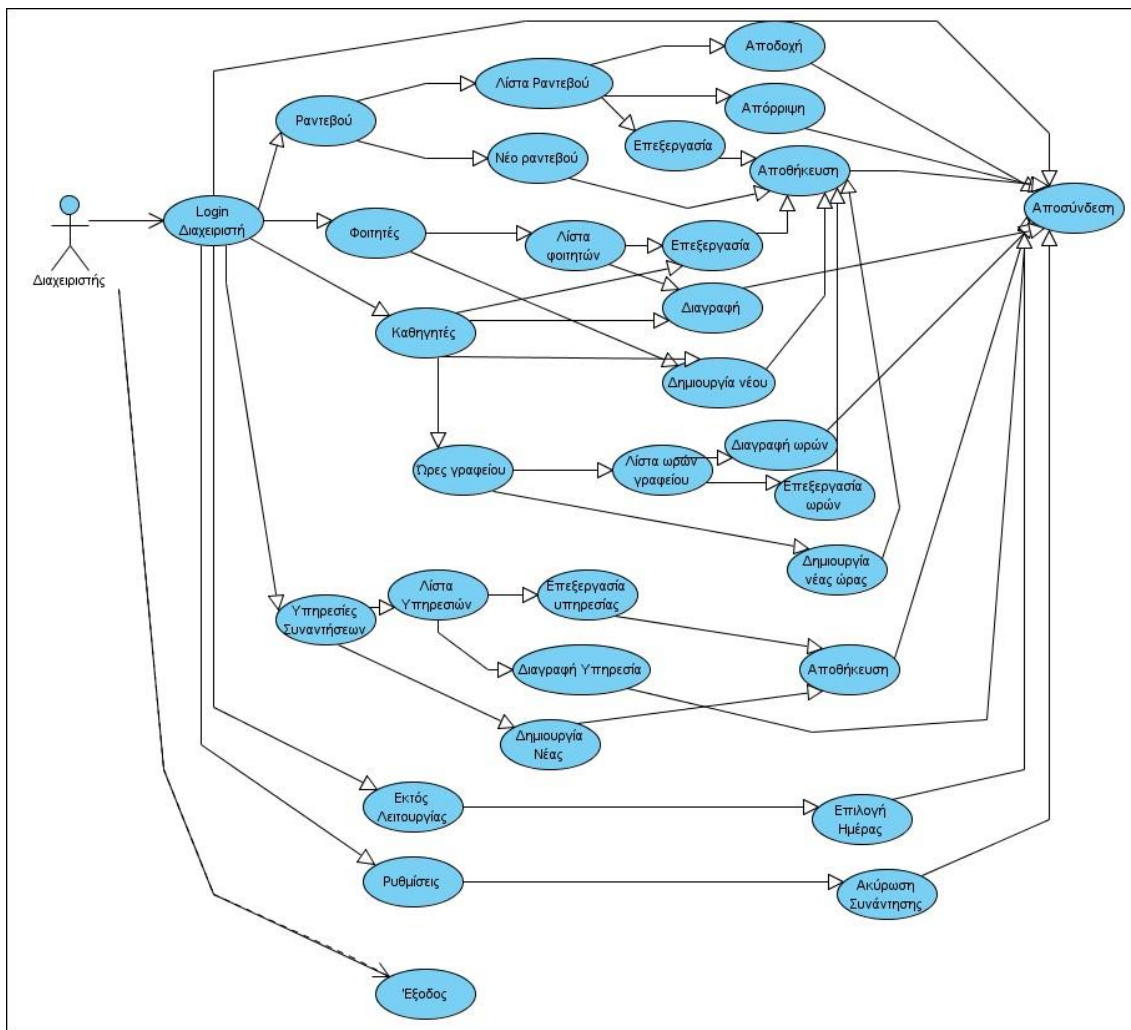 Αποδοχή
Λίστα Ραντεβού
Απόρριψη
Ραντεβού
Επεξεργασία
Νέο ραντεβού
Αποθήκευση
Login
Διαχειριστή
Αποσύνδεση
Φοιτητές
Λίστα
φοιτητών
Επεξεργασία
Διαχειριστής
Διαγραφή
Καθηγητές
Δημιουργία νέου
Διαγραφή ωρών
Ώρες γραφείου
Λίστα ωρών
γραφείου
Επεξεργασία
ωρών
Δημιουργία
νέας ώρας
Λίστα
Υπηρεσιών
Επεξεργασία
υπηρεσίας
Υπηρεσίες
Συναντήσεων
Διαγραφή Υπηρεσία
Αποθήκευση
Δημιουργία
Νέας
Εκτός
Λειτουργίας
Επιλογή
Ημέρας
Ρυθμίσεις
Ακύρωση
Συνάντησης
Έξοδος